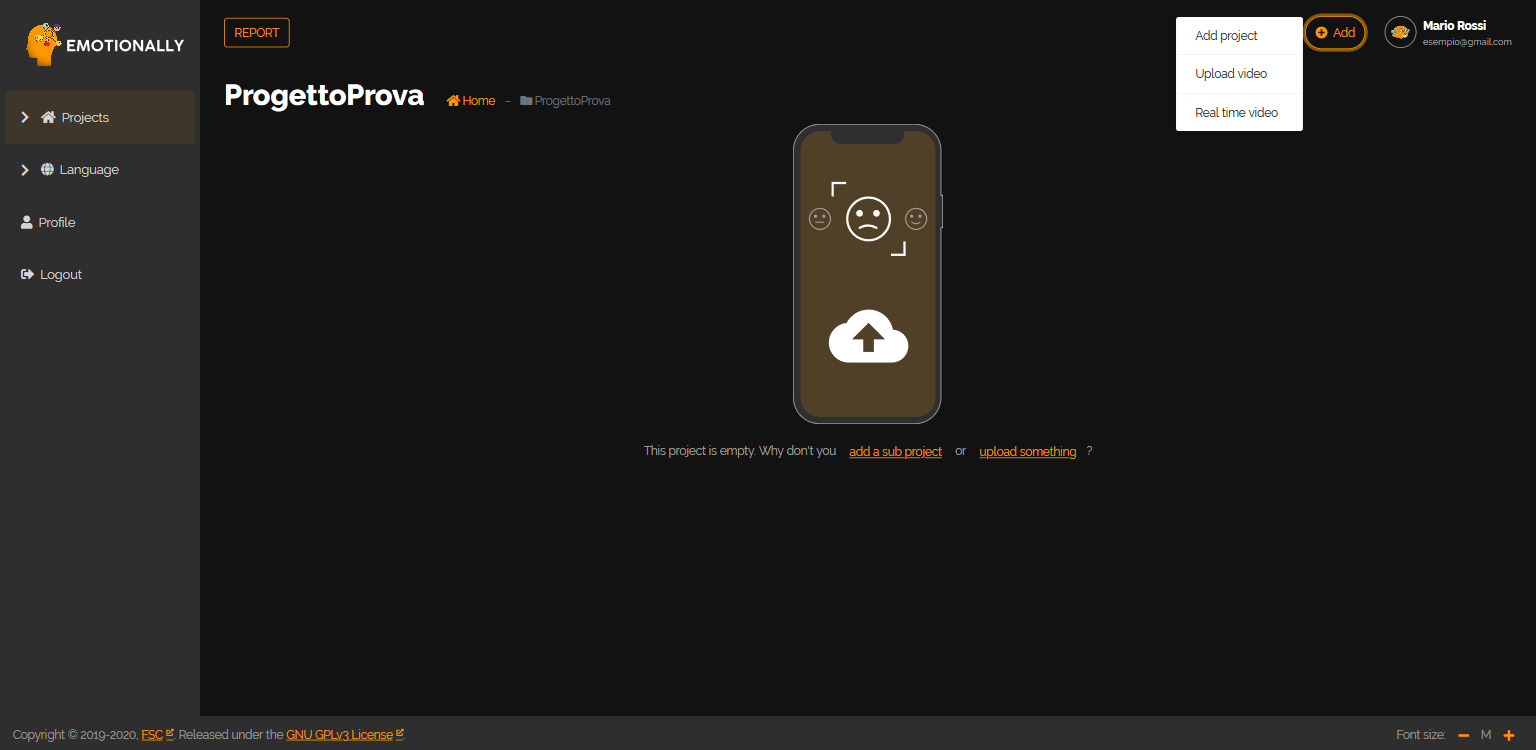 EMOTIONALLY
REPORT
Add project
Upload video
Real time video
Add
Mario Rossi
esempio@gmail.com
ProgettoProva
Home – ProgettoProva
Projects
Language
Profile
Logout
This project is empty. Why don't you add a sub project or upload something ?
Copyright © 2019-2020, FSC. Released under the GNU GPLv3 License
Font size: – M +